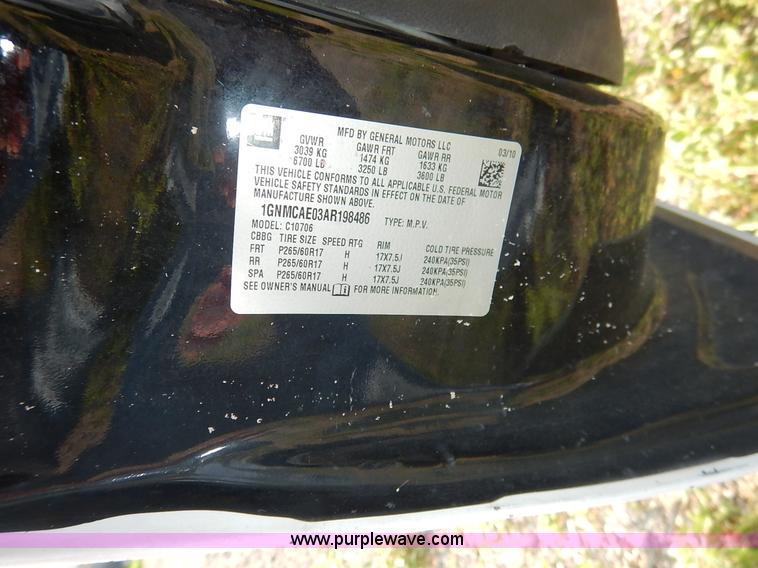 GM
MFD BY GENERAL MOTORS LLC 03/10
GVWR GAWR FRT GAWR RR
3039 KG 1474 KG 1633 KG
6700 LB 3250 LB 3600 LB
THIS VEHICLE CONFORMS TO ALL APPLICABLE U.S. FEDERAL MOTOR
VEHICLE SAFETY STANDARDS IN EFFECT ON THE DATE OF
MANUFACTURE SHOWN ABOVE.
1GNMCAE03AR198486 TYPE: M.P.V.
MODEL: C10706
CBBG TIRE SIZE SPEED RTG RIM COLD TIRE PRESSURE
FRT P265/60R17 H 17X7.5J 240KPA(35PSI)
RR P265/60R17 H 17X7.5J 240KPA(35PSI)
SPA P265/60R17 H 17X7.5J 240KPA(35PSI)
SEE OWNER'S MANUAL FOR MORE INFORMATION.
www.purplewave.com